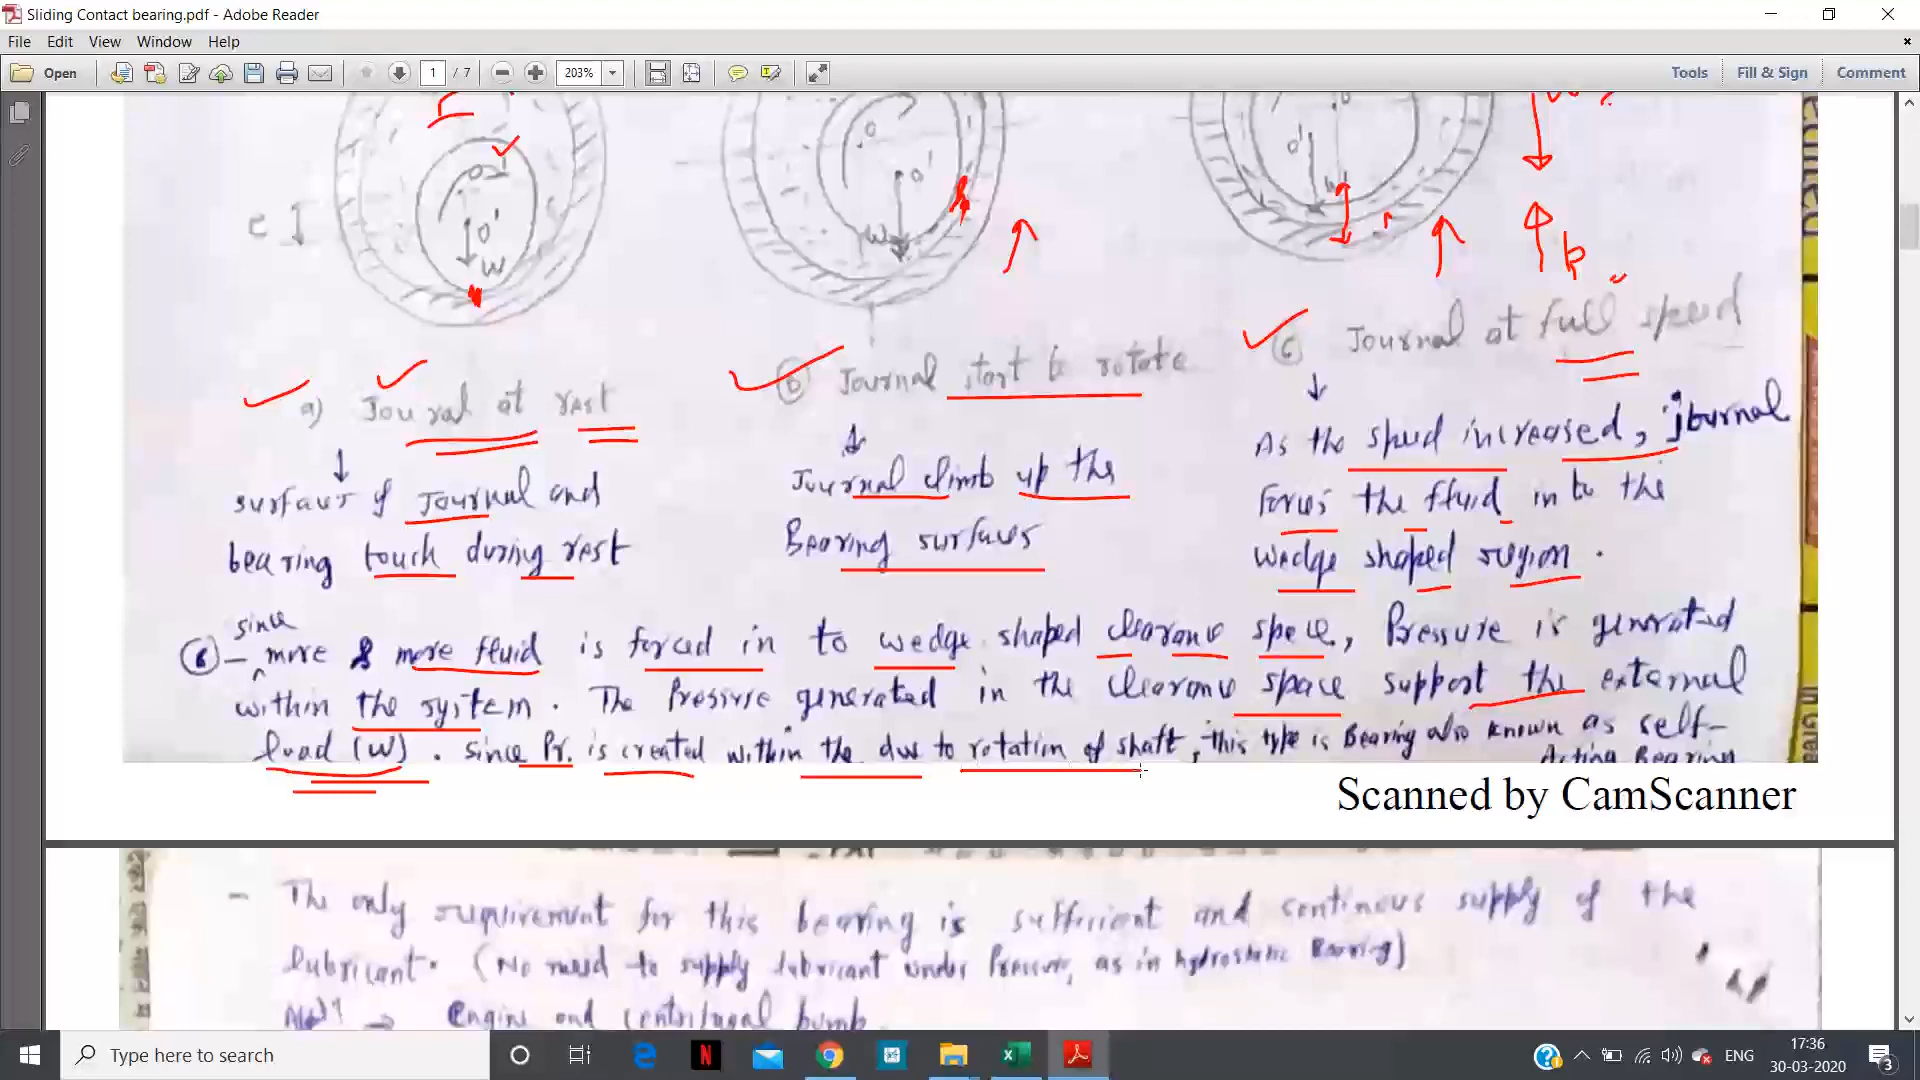 Sliding Contact bearing.pdf - Adobe Reader
File Edit View Window Help
Open 1 / 7 203% Tools Fill & Sign Comment
r
O
O'
O
O'
O'
W
W
c
P
a) Journal at rest
b) Journal start to rotate
c) Journal at full speed
surfaces of Journal and
bearing touch during rest
Journal climb up the
Bearing surfaces
As the speed increased, journal
Forces the fluid in to the
wedge shaped region.
since
⑥ - more & more fluid is forced in to wedge shaped clearance space, Pressure is generated
within the system. The Pressure generated in the clearance space support the external
load (W). since Pr. is created within the due to rotation of shaft, this type is Bearing also known as self-
Acting Bearing
Scanned by CamScanner
- The only requirement for this bearing is sufficient and continous supply of the
lubricant. (No need to supply lubricant under Pressure, as in hydrostatic Bearing)
→ Engine and centrifugal pump
Type here to search
ENG
17:36
30-03-2020
3